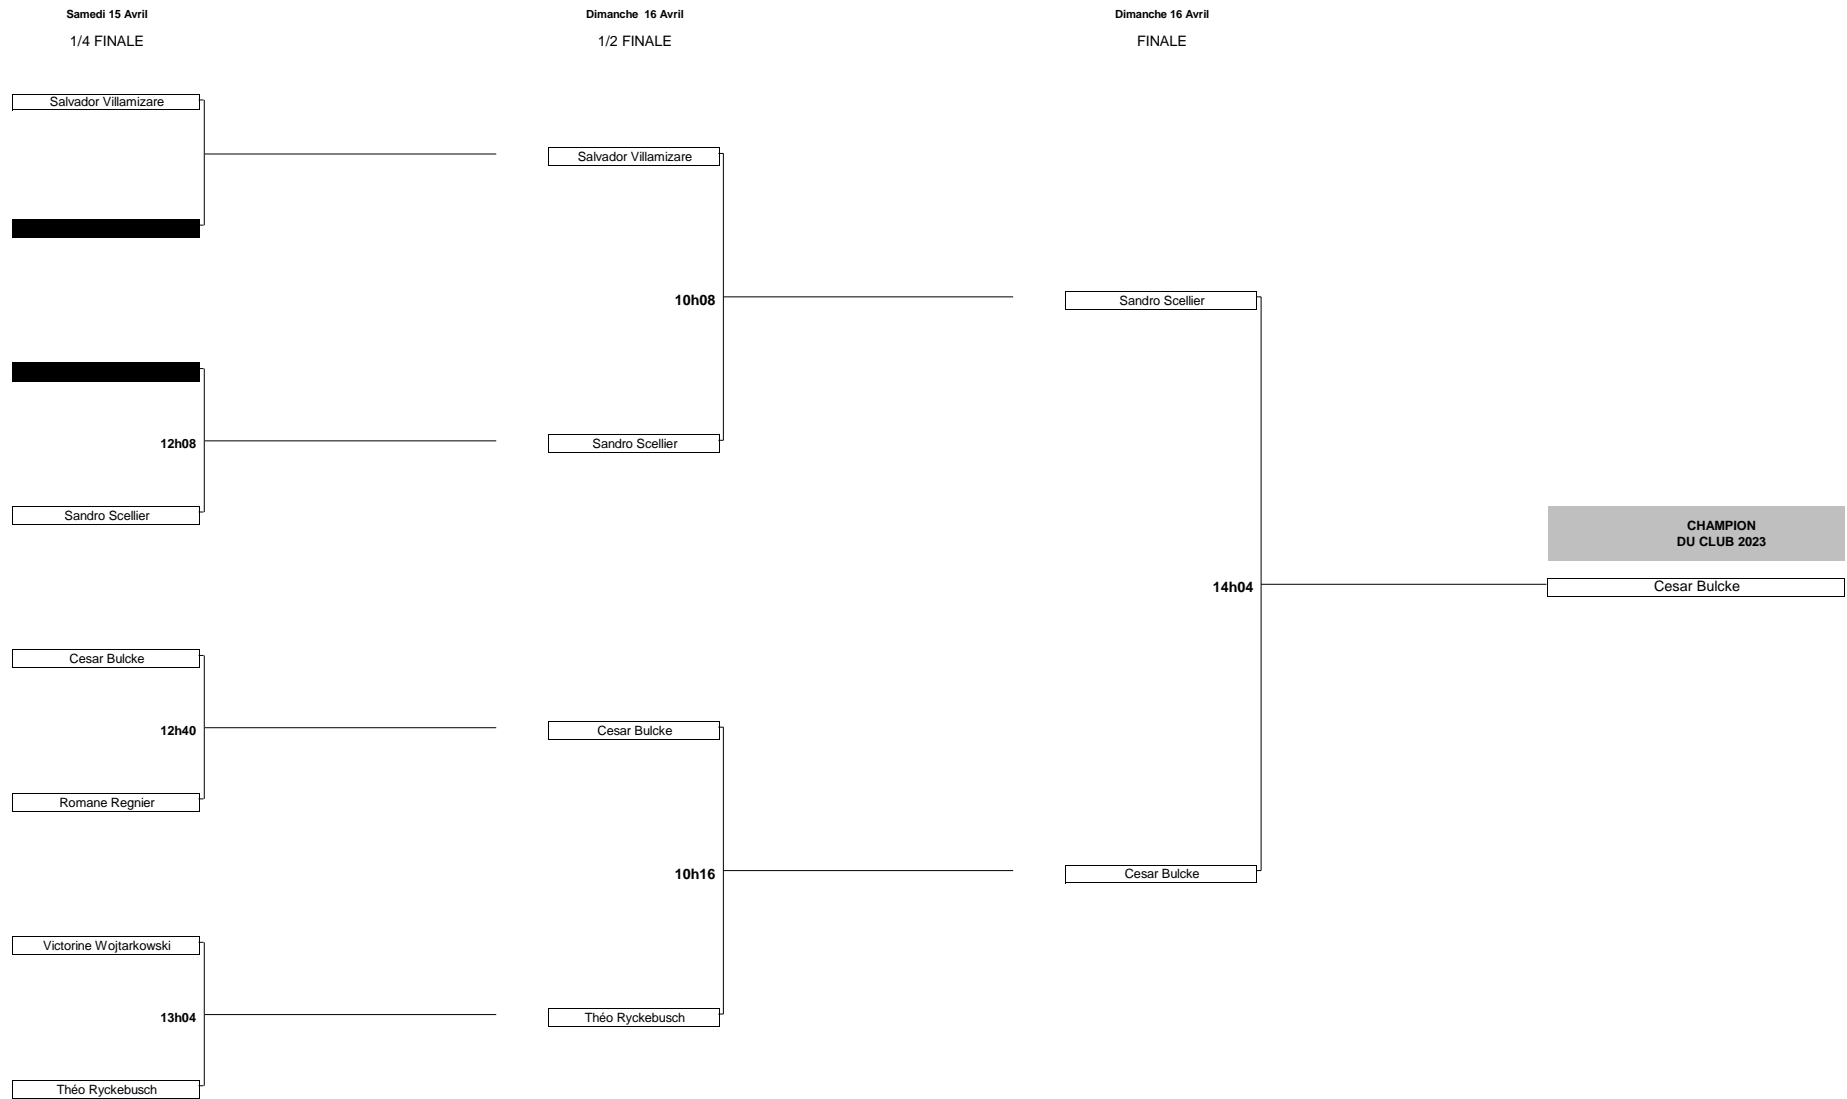 Samedi 15 Avril
Dimanche  16 Avril
Dimanche 16 Avril
1/4 FINALE
1/2 FINALE
FINALE
Salvador Villamizare
Salvador Villamizare
10h08
Sandro Scellier
12h08
Sandro Scellier
Sandro Scellier
CHAMPION
DU CLUB 2023
14h04
Cesar Bulcke
Cesar Bulcke
12h40
Cesar Bulcke
Romane Regnier
10h16
Cesar Bulcke
Victorine Wojtarkowski
13h04
Théo Ryckebusch
Théo Ryckebusch